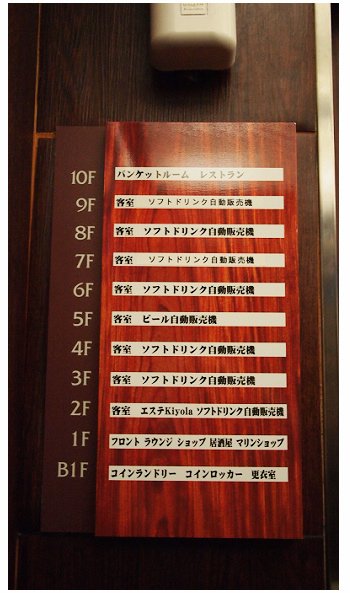 10F バンケットルーム レストラン
9F 客室 ソフトドリンク自動販売機
8F 客室 ソフトドリンク自動販売機
7F 客室 ソフトドリンク自動販売機
6F 客室 ソフトドリンク自動販売機
5F 客室 ビール自動販売機
4F 客室 ソフトドリンク自動販売機
3F 客室 ソフトドリンク自動販売機
2F 客室 エステKiyola ソフトドリンク自動販売機
1F フロント ラウンジ ショップ 居酒屋 マリンショップ
B1F コインランドリー コインロッカー 更衣室